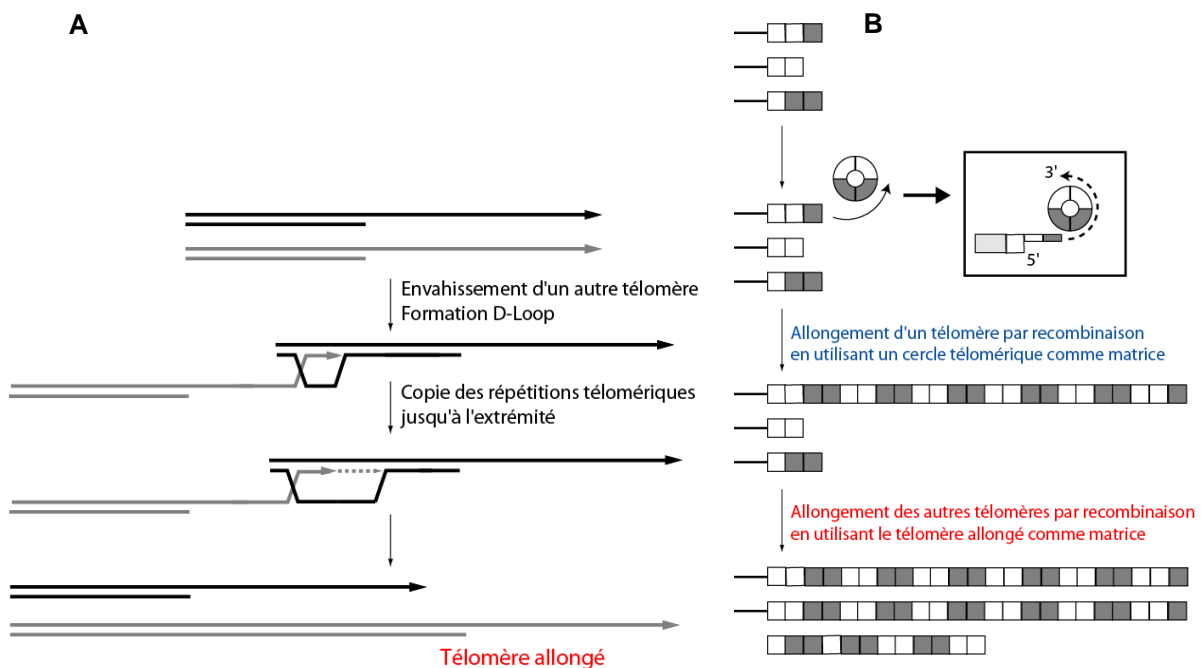 A
Envahissement d'un autre télomère
Formation D-Loop
Copie des répétitions télomériques
jusqu'à l'extrémité
Télomère allongé
B
3'
5'
Allongement d'un télomère par recombinaison
en utilisant un cercle télomérique comme matrice
Allongement des autres télomères par recombinaison
en utilisant le télomère allongé comme matrice